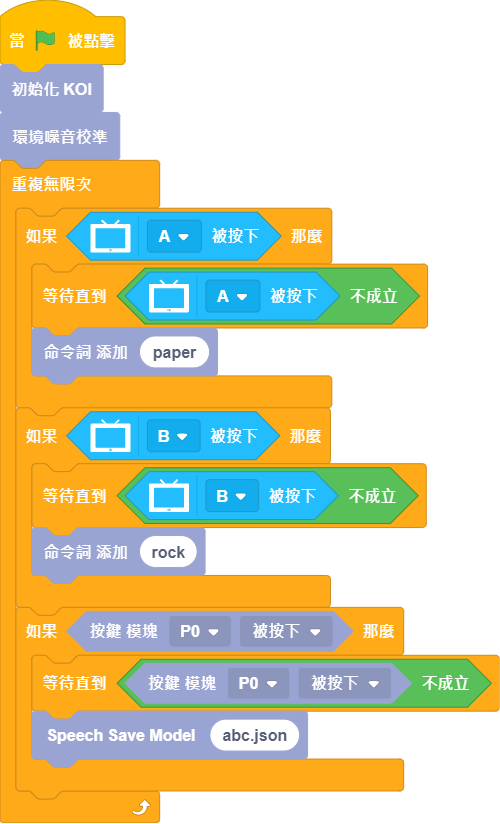 當 被點擊
初始化 KOI
環境噪音校準
重複無限次
如果 A 被按下 那麼
等待直到 A 被按下 不成立
命令詞 添加 paper
如果 B 被按下 那麼
等待直到 B 被按下 不成立
命令詞 添加 rock
如果 按鍵 模塊 P0 被按下 那麼
等待直到 按鍵 模塊 P0 被按下 不成立
Speech Save Model abc.json